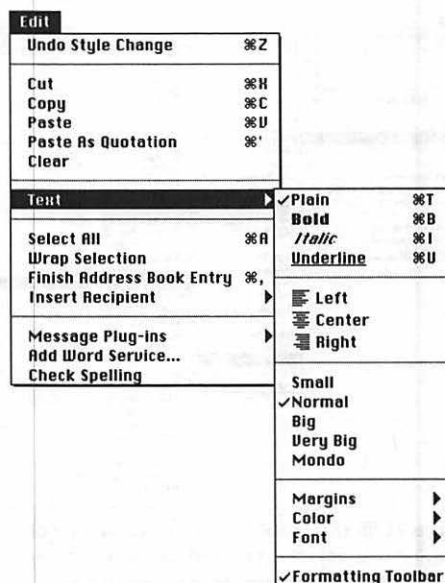 Edit
Undo Style Change ⌘Z
Cut ⌘X
Copy ⌘C
Paste ⌘V
Paste As Quotation ⌘'
Clear
Text
Select All ⌘A
Wrap Selection
Finish Address Book Entry ⌘,
Insert Recipient
Message Plug-ins
Add Word Service...
Check Spelling
✓Plain ⌘T
Bold ⌘B
Italic ⌘I
Underline ⌘U
Left
Center
Right
Small
✓Normal
Big
Very Big
Mondo
Margins
Color
Font
✓Formatting Toolbar